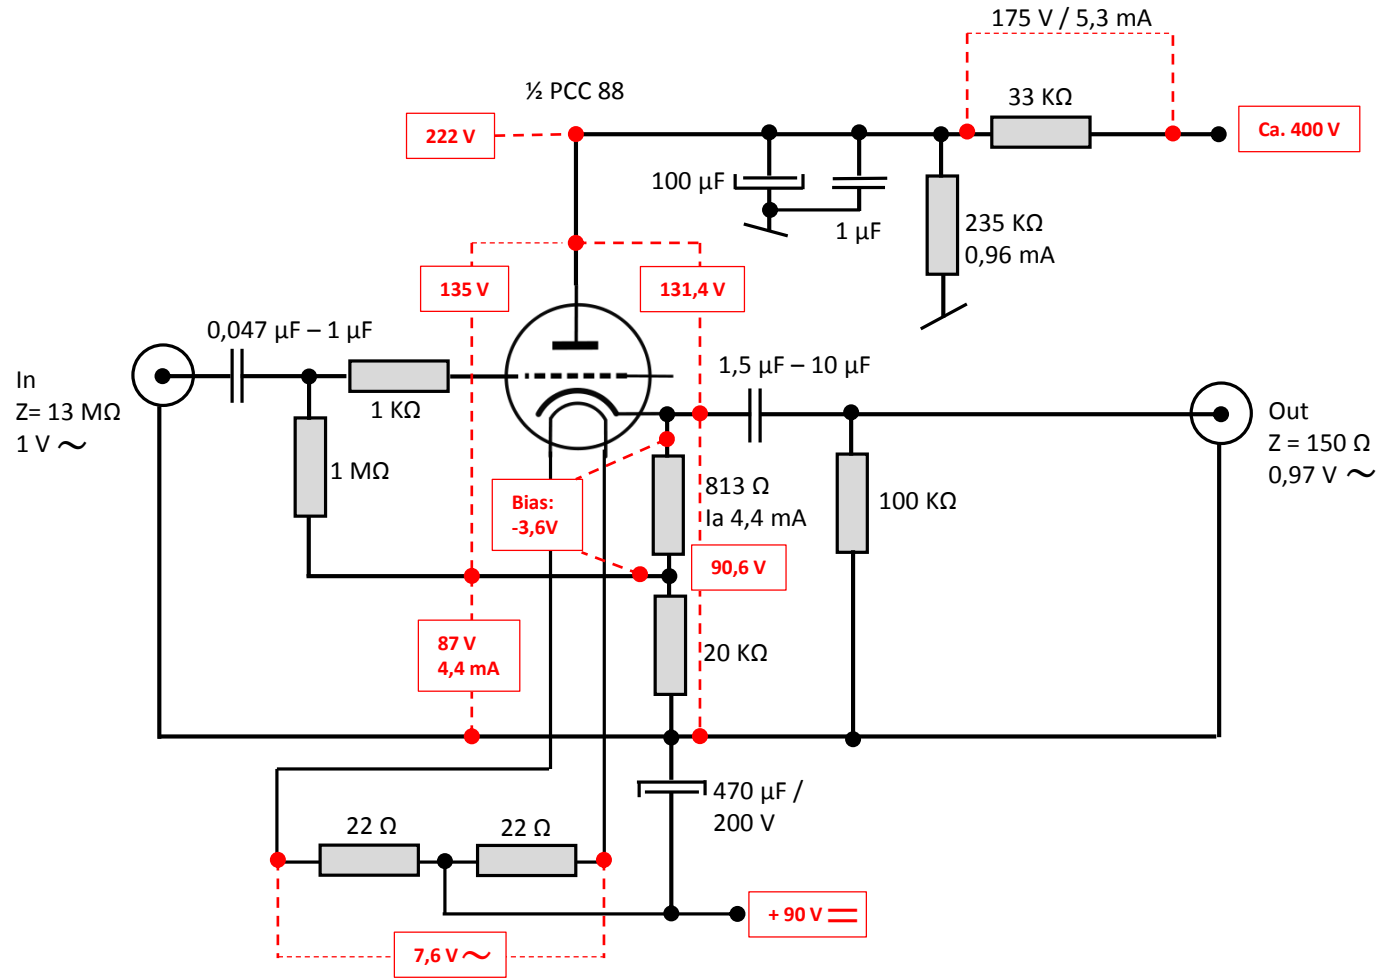 175 V / 5,3 mA
½ PCC 88
33 KΩ
222 V
Ca. 400 V
100 µF
1 µF
235 KΩ
0,96 mA
135 V
131,4 V
0,047 µF – 1 µF
1,5 µF – 10 µF
In
Z= 13 MΩ
1 V ~
1 KΩ
Out
Z = 150 Ω
0,97 V ~
1 MΩ
Bias:
-3,6V
813 Ω
Ia 4,4 mA
100 KΩ
90,6 V
87 V
4,4 mA
20 KΩ
470 µF /
200 V
22 Ω
22 Ω
+ 90 V
7,6 V ~